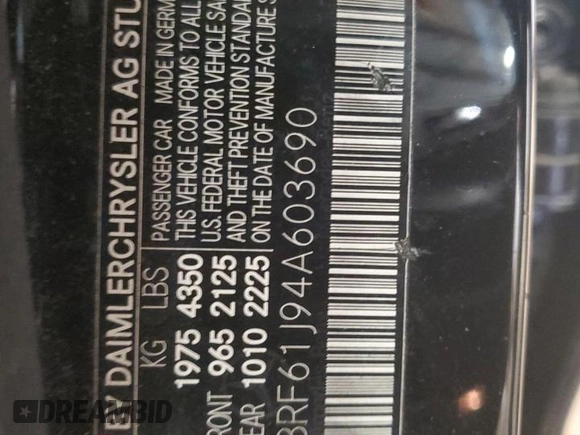 Y DAIMLERCHRYSLER AG STU
KG LBS PASSENGER CAR MADE IN GERM
1975 4350 THIS VEHICLE CONFORMS TO ALL
U.S. FEDERAL MOTOR VEHICLE SA
RONT 965 2125 AND THEFT PREVENTION STANDA
EAR 1010 2225 ON THE DATE OF MANUFACTURE
BRF61J94A603690
DREAMBID